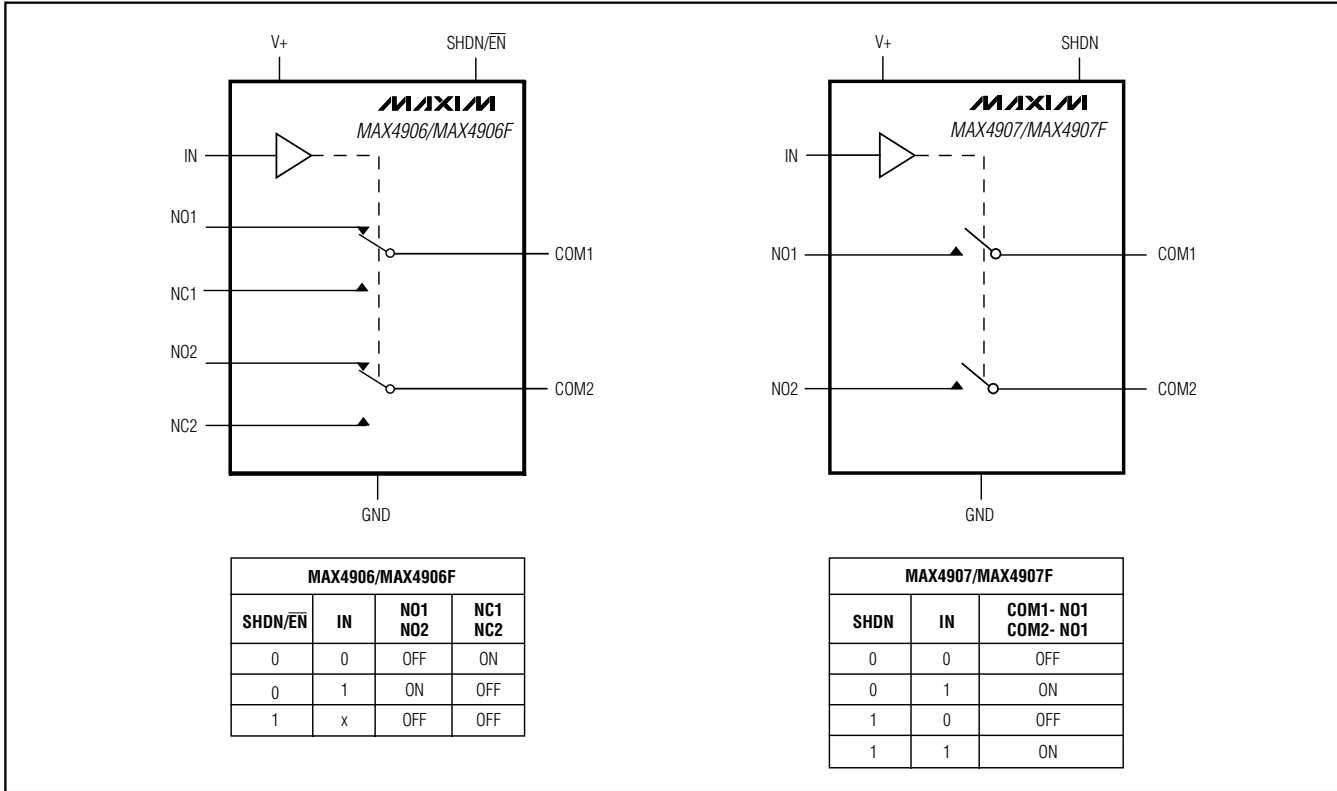 V+
SHDN/EN
MAXIM
MAX4906/MAX4906F
IN
NO1
COM1
NC1
NO2
COM2
NC2
GND
V+
SHDN
MAXIM
MAX4907/MAX4907F
IN
NO1
COM1
NO2
COM2
GND
MAX4906/MAX4906F
SHDN/EN IN NO1 NO2 NC1 NC2
0 0 OFF ON
0 1 ON OFF
1 x OFF OFF
MAX4907/MAX4907F
SHDN IN COM1- NO1 COM2- NO1
0 0 OFF
0 1 ON
1 0 OFF
1 1 ON